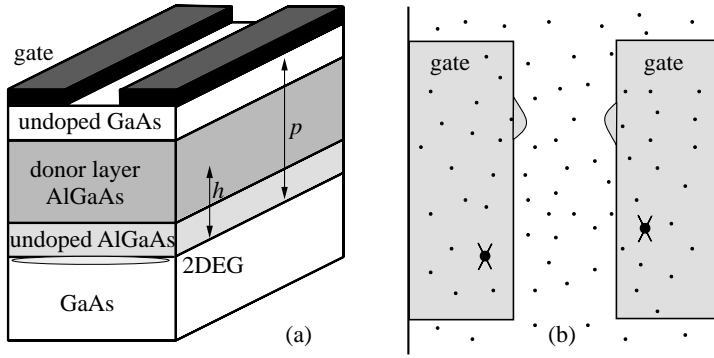 gate
undoped GaAs
donor layer
AlGaAs
undoped AlGaAs
GaAs
2DEG
h
p
(a)
gate
gate
(b)